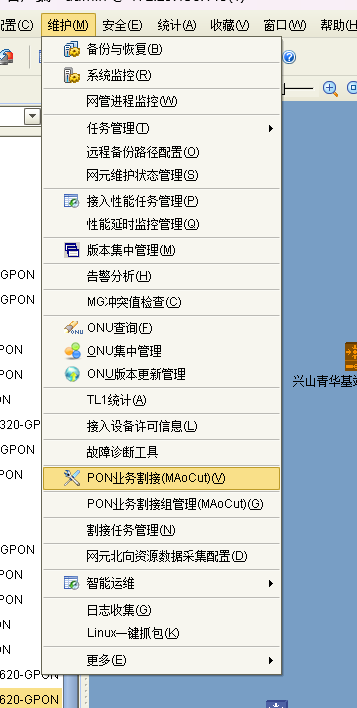 配置(C) 维护(M) 安全(E) 统计(A) 收藏(V) 窗口(W) 帮助(H)
备份与恢复(B)
系统监控(R)
网管进程监控(W)
任务管理(T)
远程备份路径配置(O)
网元维护状态管理(S)
接入性能任务管理(P)
性能延时监控管理(Q)
版本集中管理(M)
告警分析(H)
MG冲突值检查(C)
ONU查询(F)
ONU集中管理
ONU版本更新管理
TL1统计(A)
接入设备许可信息(L)
故障诊断工具
PON业务割接(MAoCut)(V)
PON业务割接组管理(MAoCut)(G)
割接任务管理(N)
网元北向资源数据采集配置(D)
智能运维
日志收集(G)
Linux一键抓包(K)
更多(E)
-GPON
-GPON
PON
PON
ON
320-GP
GPON
PON
GPON
PON
PON
ON
ON
620-GPON
620-GPON
兴山青华基站